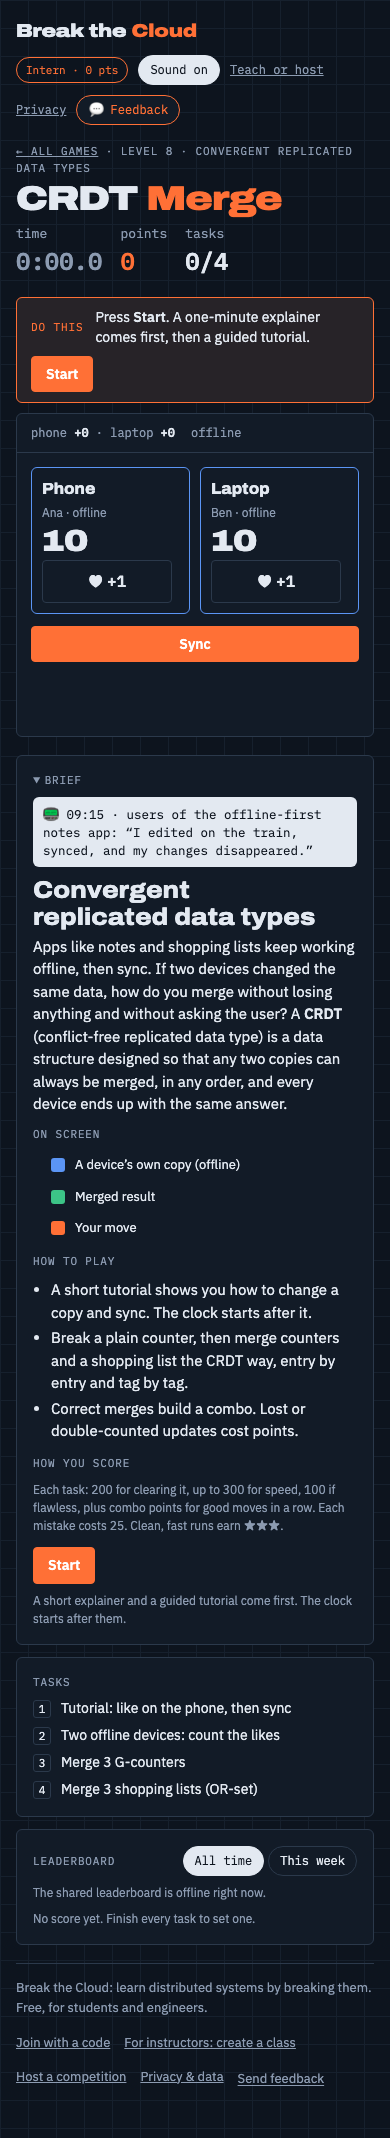 Break the Cloud
Intern · 0 pts
Sound on
Teach or host
Privacy
💬 Feedback
← ALL GAMES · LEVEL 8 · CONVERGENT REPLICATED
DATA TYPES
CRDT Merge
time
points
tasks
0:00.0
0
0/4
DO THIS
Press Start. A one-minute explainer
comes first, then a guided tutorial.
Start
phone +0 · laptop +0 offline
Phone
Laptop
Ana · offline
Ben · offline
10
10
♥ +1
♥ +1
Sync
▼ BRIEF
09:15 · users of the offline-first
notes app: “I edited on the train,
synced, and my changes disappeared.”
Convergent
replicated data types
Apps like notes and shopping lists keep working
offline, then sync. If two devices changed the
same data, how do you merge without losing
anything and without asking the user? A CRDT
(conflict-free replicated data type) is a data
structure designed so that any two copies can
always be merged, in any order, and every
device ends up with the same answer.
ON SCREEN
A device’s own copy (offline)
Merged result
Your move
HOW TO PLAY
• A short tutorial shows you how to change a
copy and sync. The clock starts after it.
• Break a plain counter, then merge counters
and a shopping list the CRDT way, entry by
entry and tag by tag.
• Correct merges build a combo. Lost or
double-counted updates cost points.
HOW YOU SCORE
Each task: 200 for clearing it, up to 300 for speed, 100 if
flawless, plus combo points for good moves in a row. Each
mistake costs 25. Clean, fast runs earn ★★★.
Start
A short explainer and a guided tutorial come first. The clock
starts after them.
TASKS
1 Tutorial: like on the phone, then sync
2 Two offline devices: count the likes
3 Merge 3 G-counters
4 Merge 3 shopping lists (OR-set)
LEADERBOARD
All time
This week
The shared leaderboard is offline right now.
No score yet. Finish every task to set one.
Break the Cloud: learn distributed systems by breaking them.
Free, for students and engineers.
Join with a code
For instructors: create a class
Host a competition
Privacy & data
Send feedback